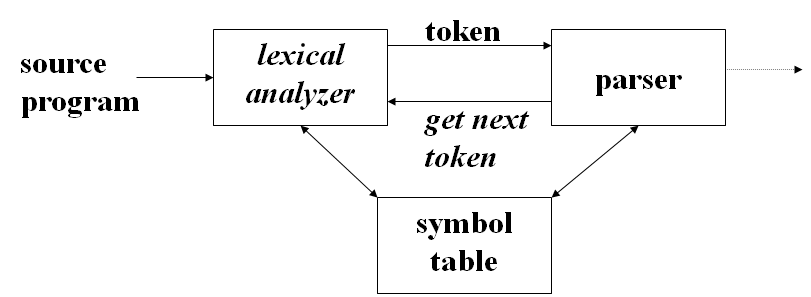 source
program
lexical
analyzer
token
get next
token
parser
symbol
table